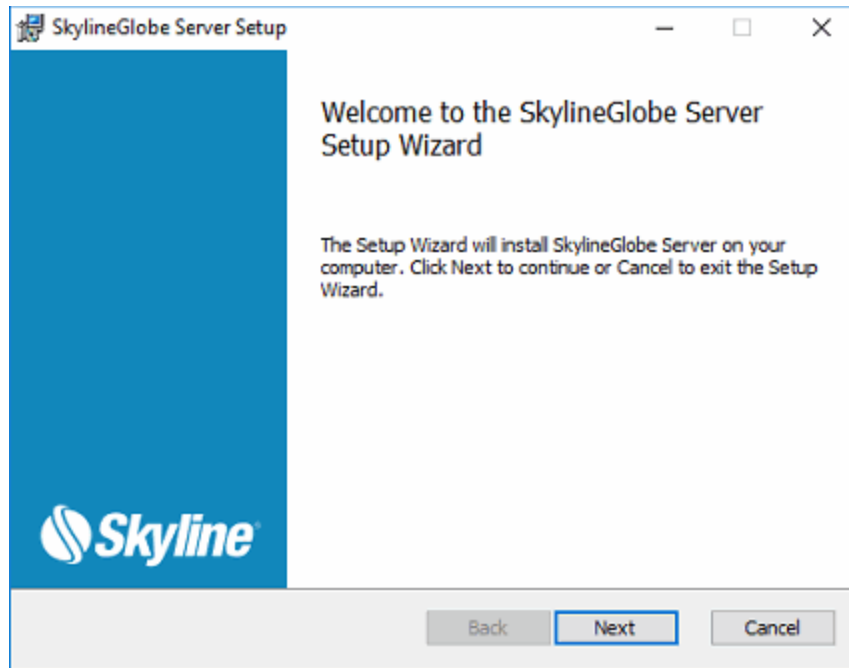 SkylineGlobe Server Setup
Welcome to the SkylineGlobe Server
Setup Wizard
The Setup Wizard will install SkylineGlobe Server on your
computer. Click Next to continue or Cancel to exit the Setup
Wizard.
Skyline
Back Next Cancel